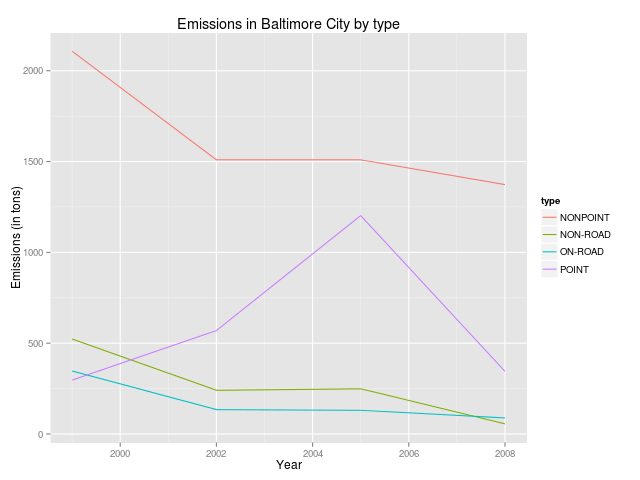 Emissions in Baltimore City by type
Emissions (in tons)
2000
1500
1000
500
0
2000
2002
2004
2006
2008
Year
type
NONPOINT
NON-ROAD
ON-ROAD
POINT